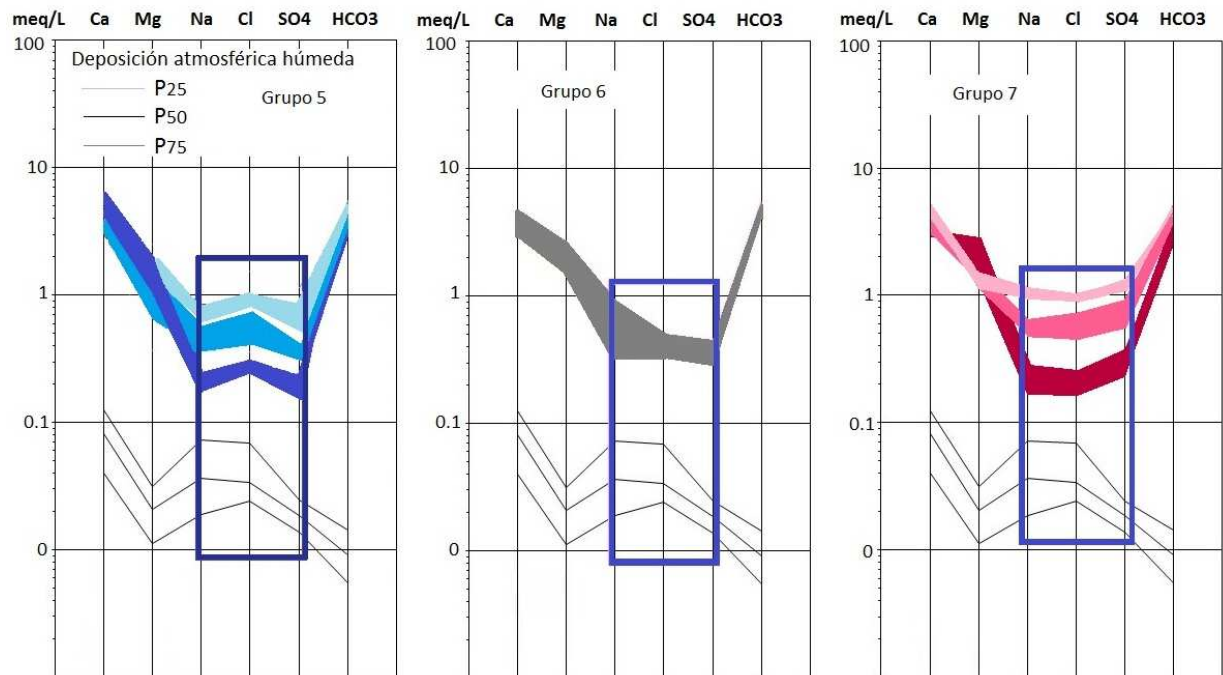 meq/L Ca Mg Na Cl SO4 HCO3
100
Deposición atmosférica húmeda
P25
Grupo 5
P50
P75
10
1
0.1
0
meq/L Ca Mg Na Cl SO4 HCO3
100
Grupo 6
10
1
0.1
0
meq/L Ca Mg Na Cl SO4 HCO3
100
Grupo 7
10
1
0.1
0